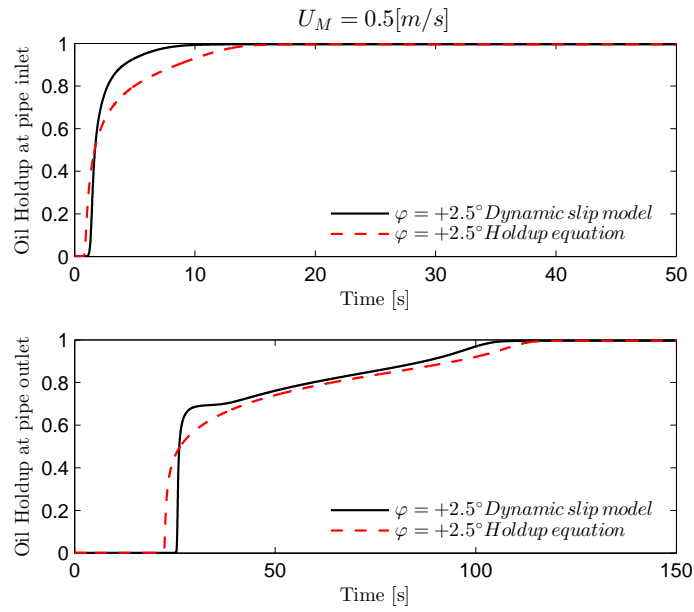 U_M = 0.5[m/s]
Oil Holdup at pipe inlet
1
0.8
0.6
0.4
0.2
0
φ = +2.5° Dynamic slip model
φ = +2.5° Holdup equation
0 10 20 30 40 50
Time [s]
Oil Holdup at pipe outlet
1
0.8
0.6
0.4
0.2
0
φ = +2.5° Dynamic slip model
φ = +2.5° Holdup equation
0 50 100 150
Time [s]